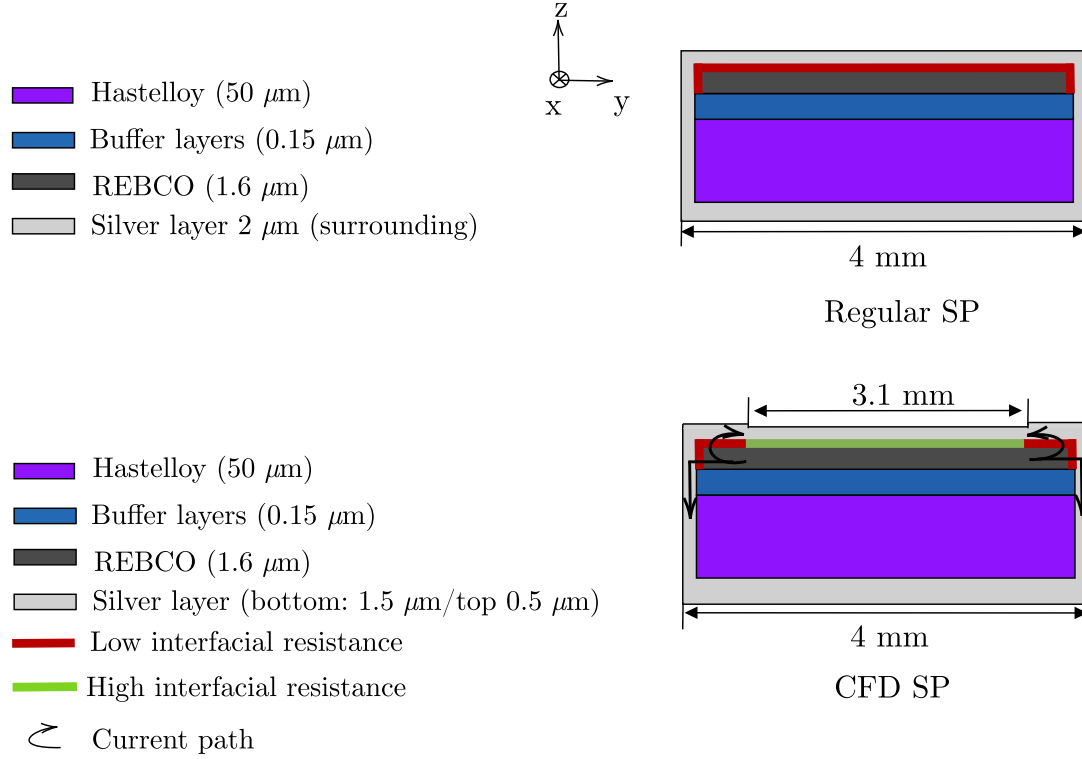 z
x
y
Hastelloy (50 μm)
Buffer layers (0.15 μm)
REBCO (1.6 μm)
Silver layer 2 μm (surrounding)
4 mm
Regular SP
3.1 mm
Hastelloy (50 μm)
Buffer layers (0.15 μm)
REBCO (1.6 μm)
Silver layer (bottom: 1.5 μm/top 0.5 μm)
Low interfacial resistance
High interfacial resistance
Current path
4 mm
CFD SP